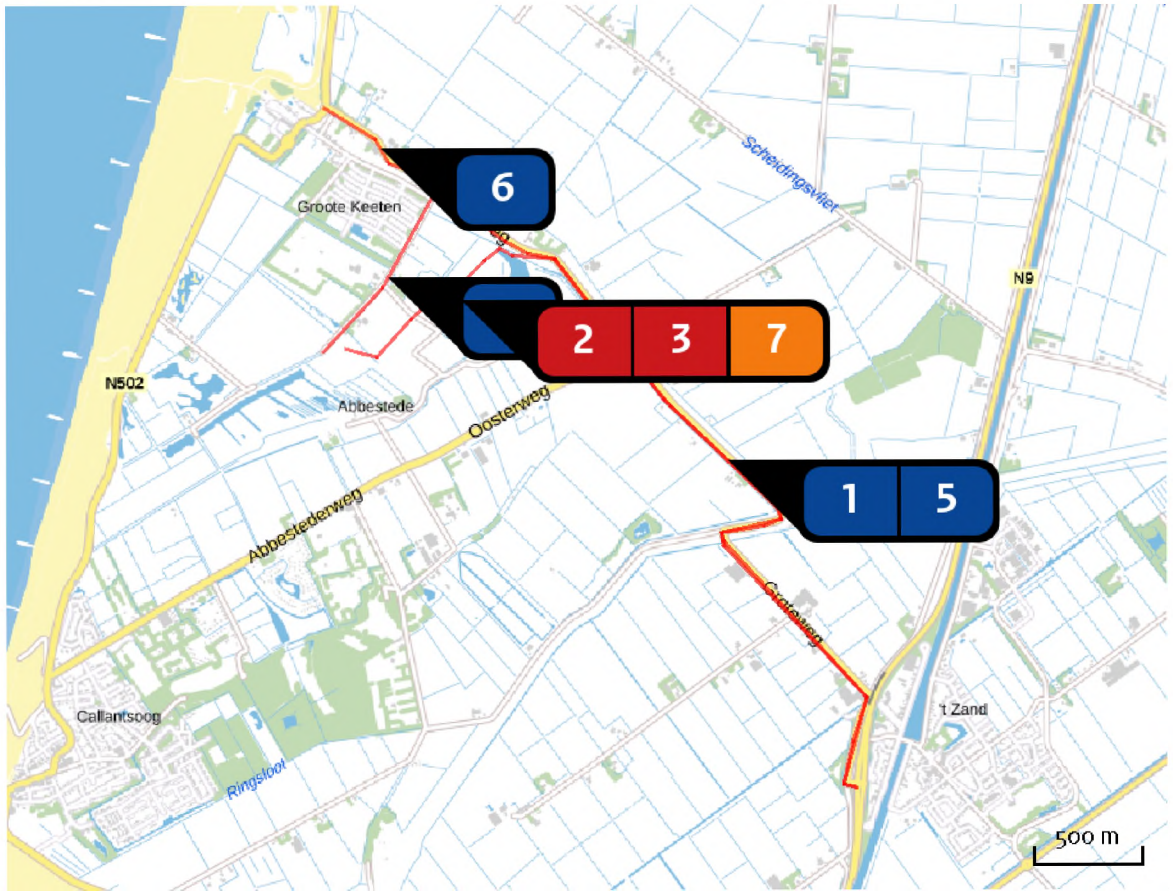 6
Scheidingsvliet
Groote Keeten
eg
N9
2 3 7
N502
Abbestede
Oosterweg
1 5
Abbestederweg
Groteweg
Callantsoog
't Zand
Ringsloot
500 m